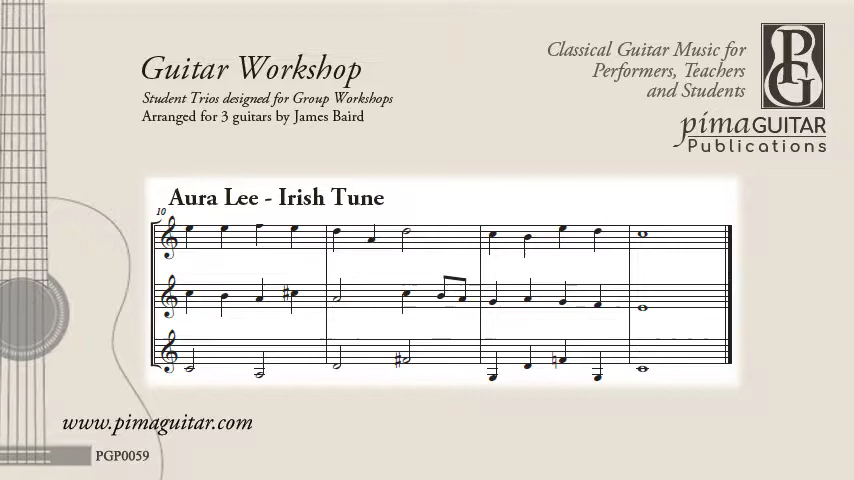 Guitar Workshop
Student Trios designed for Group Workshops
Arranged for 3 guitars by James Baird
Classical Guitar Music for
Performers, Teachers
and Students
PG
pimaGUITAR
Publications
Aura Lee - Irish Tune
10
www.pimaguitar.com
PGP0059